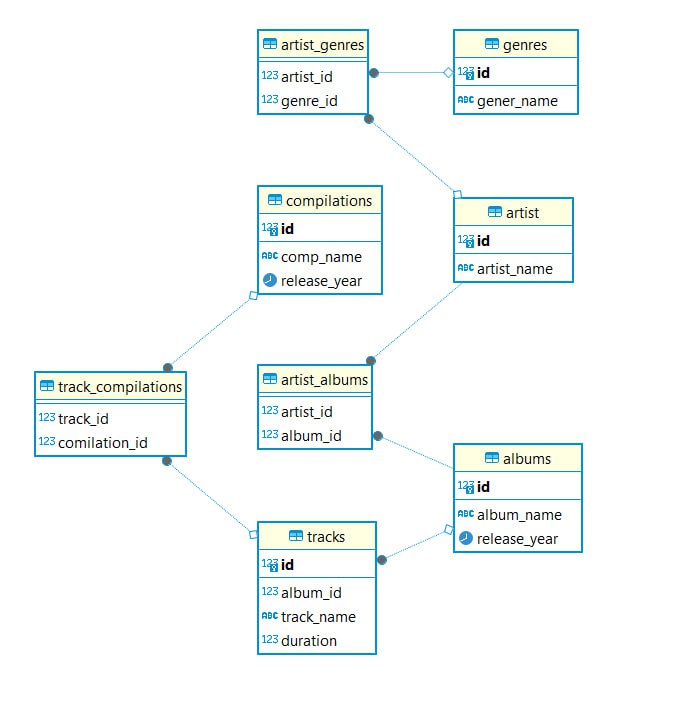 artist_genres
123 artist_id
123 genre_id
genres
123 id
ABC gener_name
compilations
123 id
ABC comp_name
release_year
artist
123 id
ABC artist_name
track_compilations
123 track_id
123 comilation_id
artist_albums
123 artist_id
123 album_id
albums
123 id
ABC album_name
release_year
tracks
123 id
123 album_id
ABC track_name
123 duration